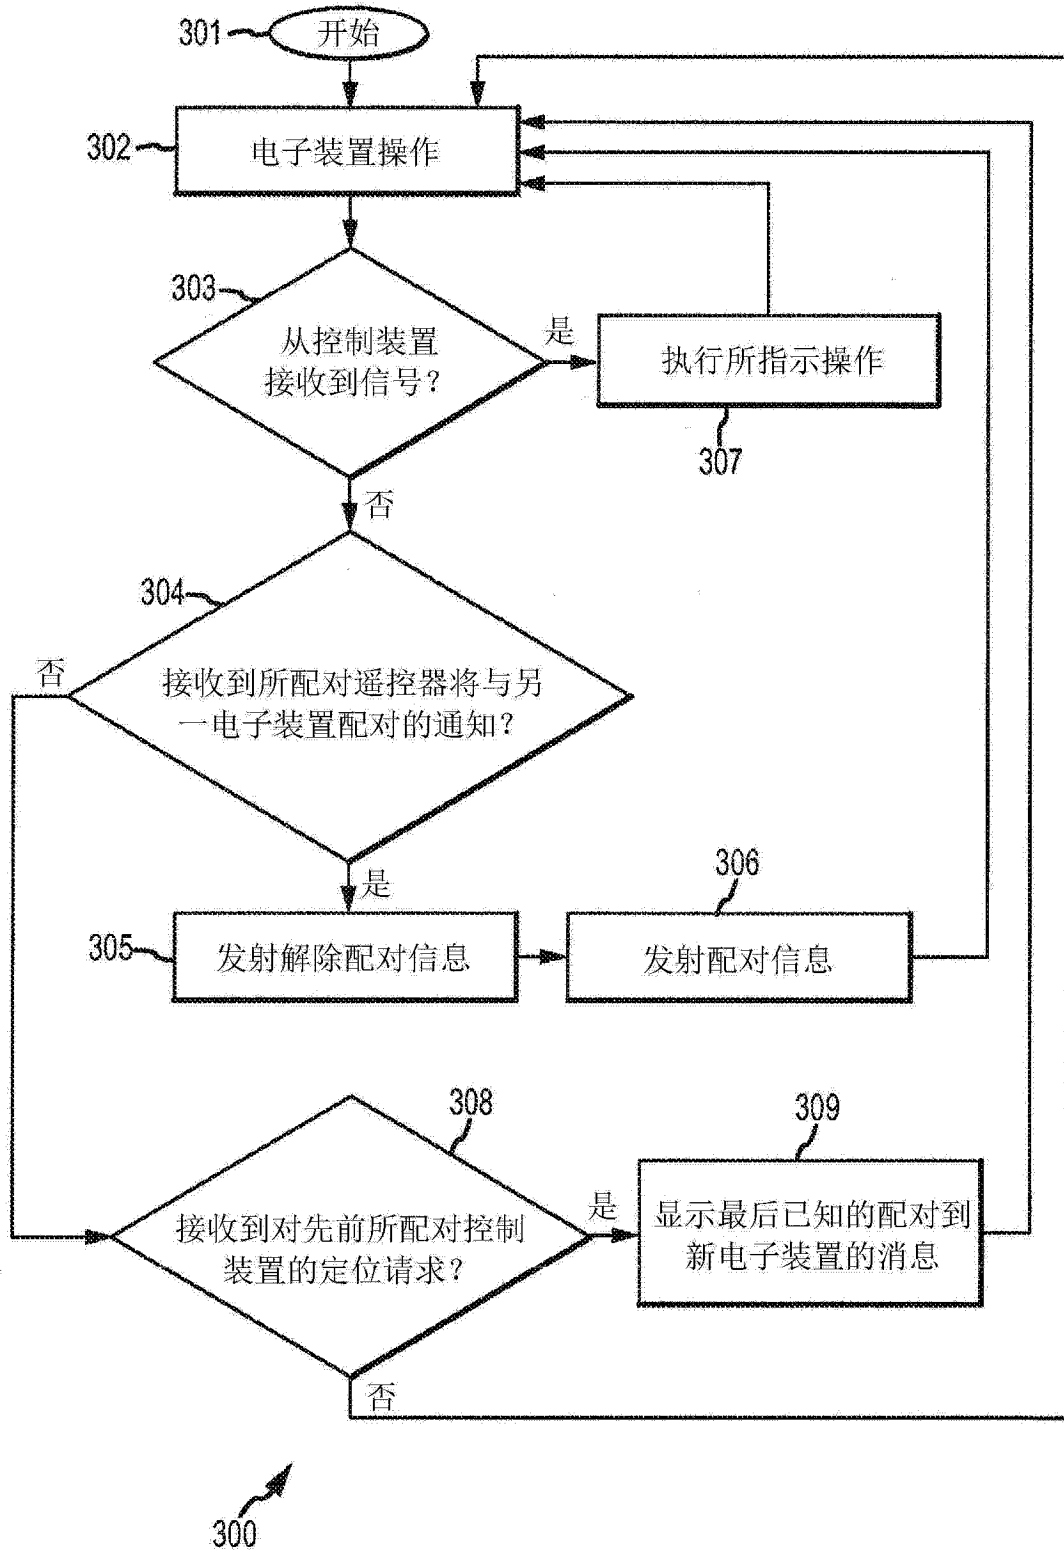 301
开始
302
电子装置操作
303
从控制装置
接收到信号？
是
执行所指示操作
307
否
304
否
接收到所配对遥控器将与另
一电子装置配对的通知？
是
306
305
发射解除配对信息
发射配对信息
308
309
接收到对先前所配对控制
装置的定位请求？
是
显示最后已知的配对到
新电子装置的消息
否
300